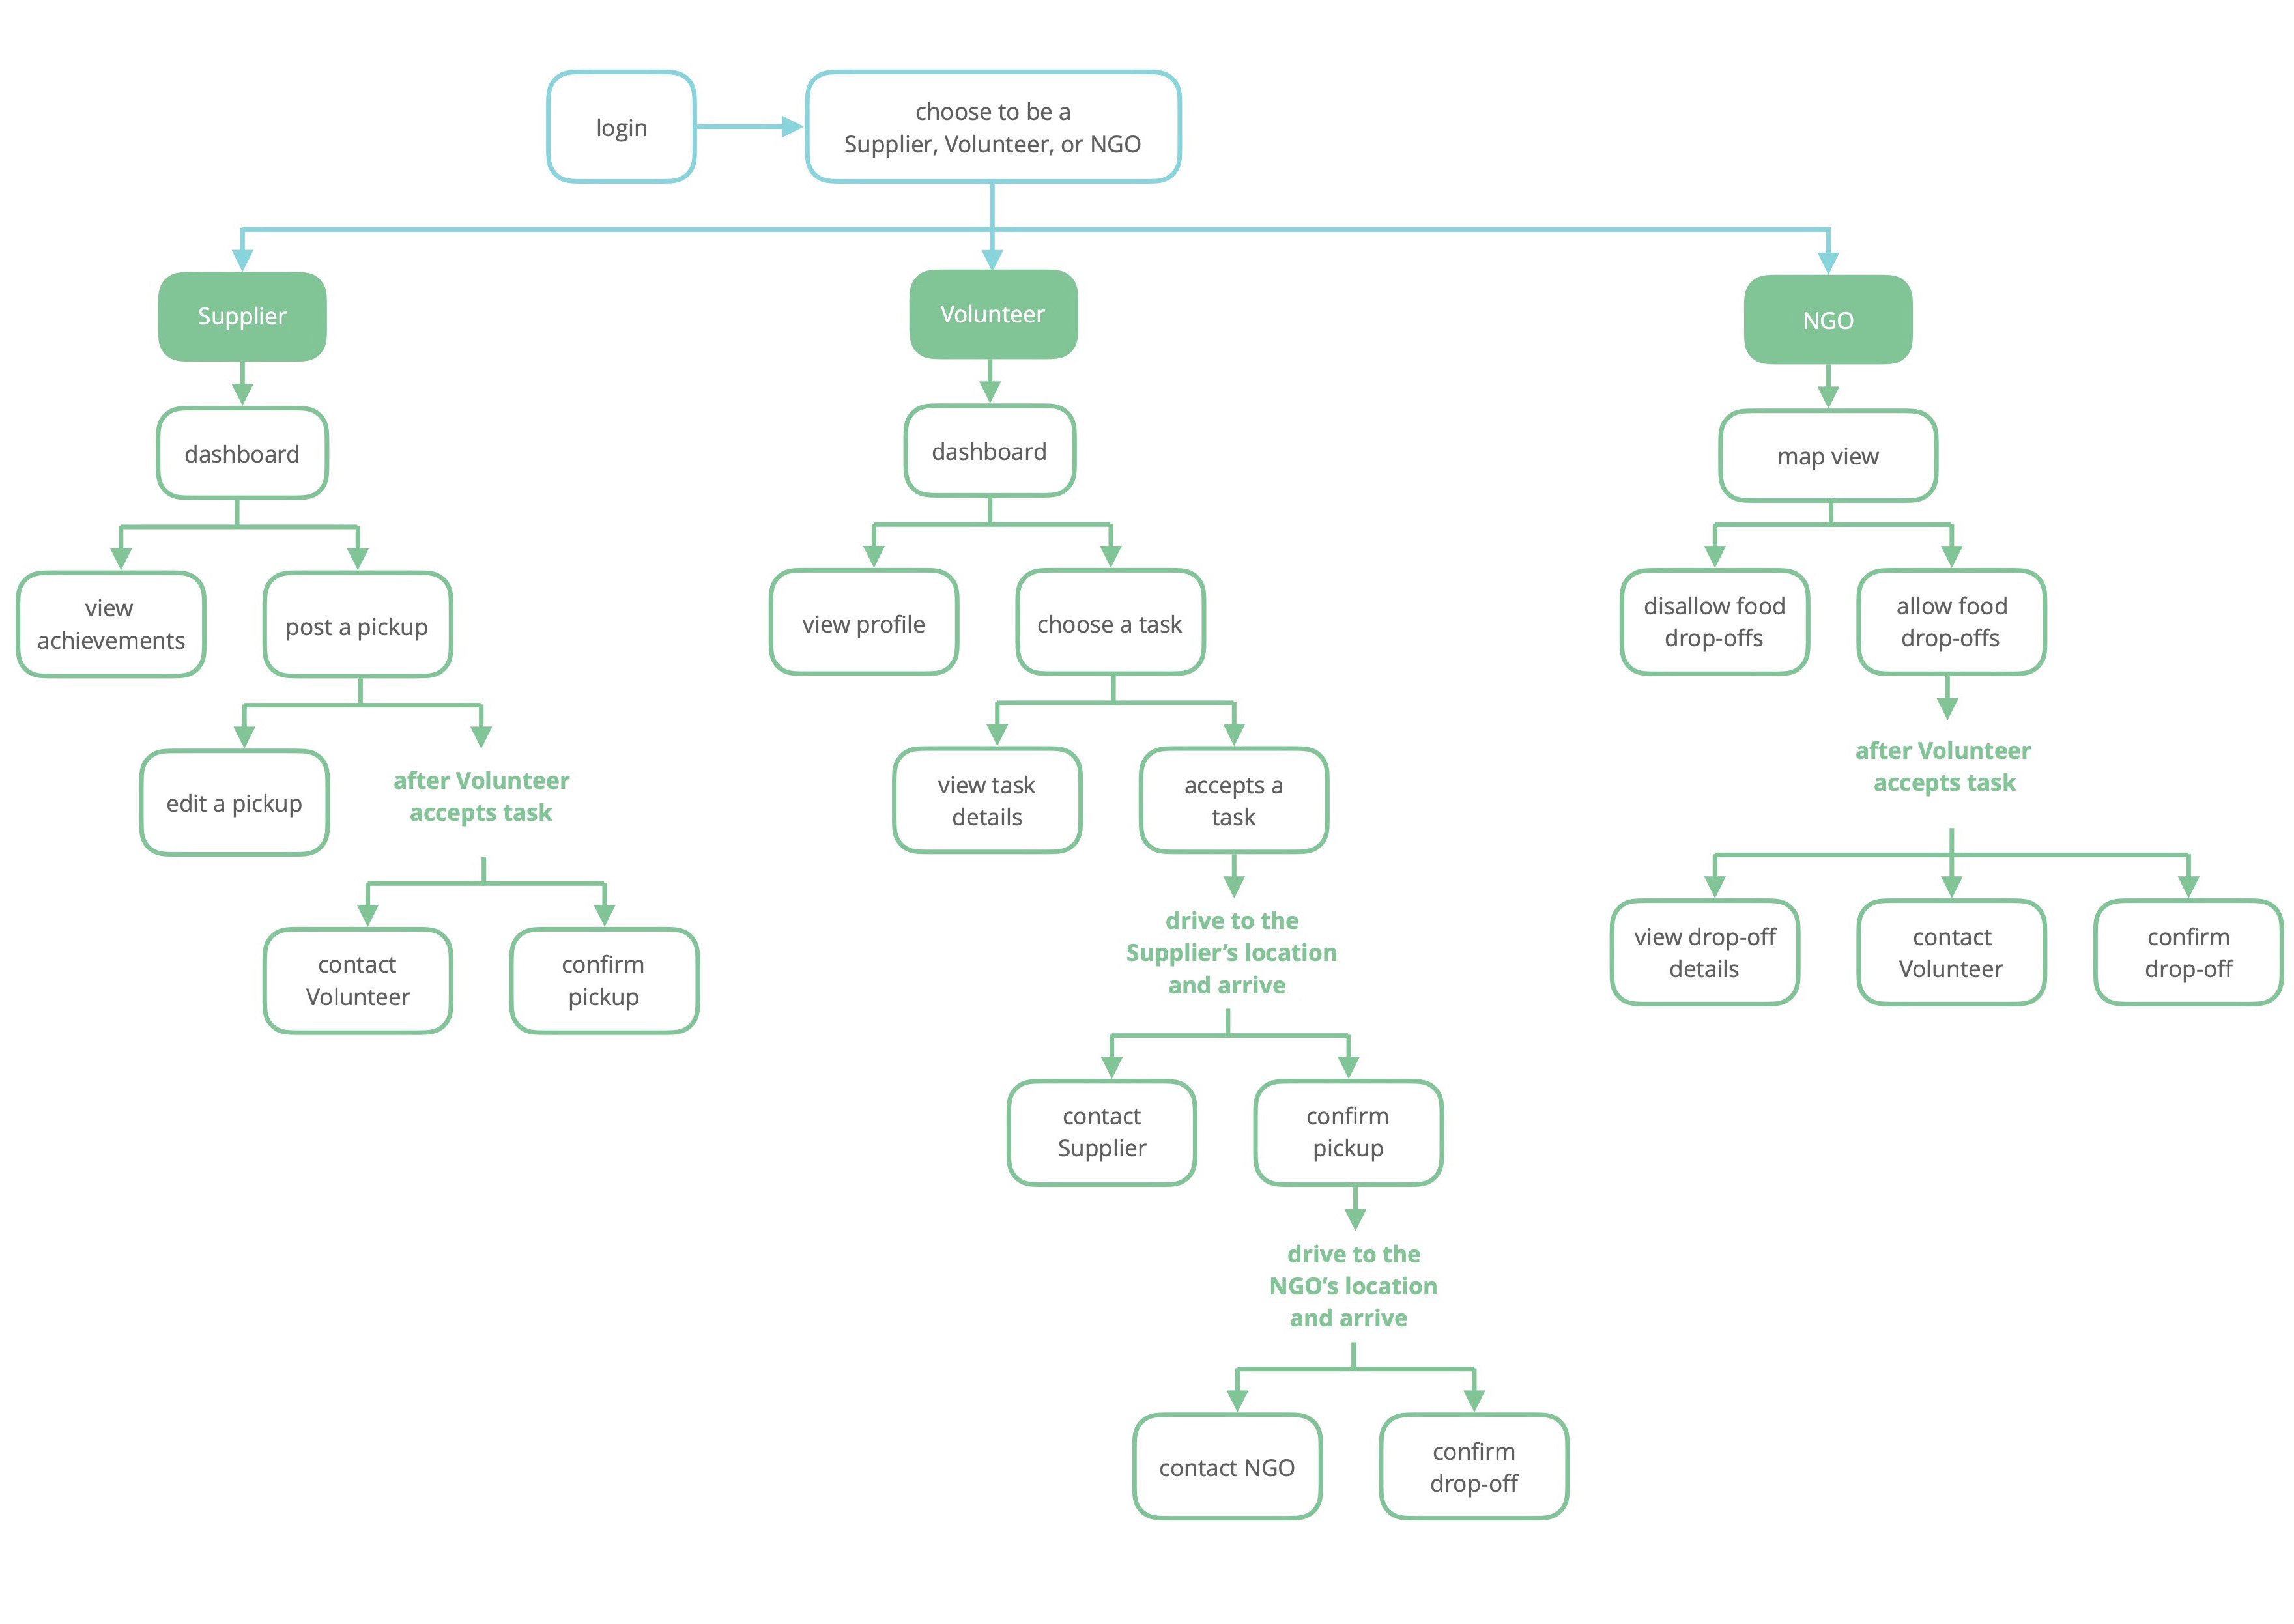 login
choose to be a
Supplier, Volunteer, or NGO
Supplier
Volunteer
NGO
dashboard
dashboard
map view
view
achievements
post a pickup
view profile
choose a task
disallow food
drop-offs
allow food
drop-offs
edit a pickup
after Volunteer
accepts task
view task
details
accepts a
task
after Volunteer
accepts task
contact
Volunteer
confirm
pickup
drive to the
Supplier’s location
and arrive
view drop-off
details
contact
Volunteer
confirm
drop-off
contact
Supplier
confirm
pickup
drive to the
NGO’s location
and arrive
contact NGO
confirm
drop-off